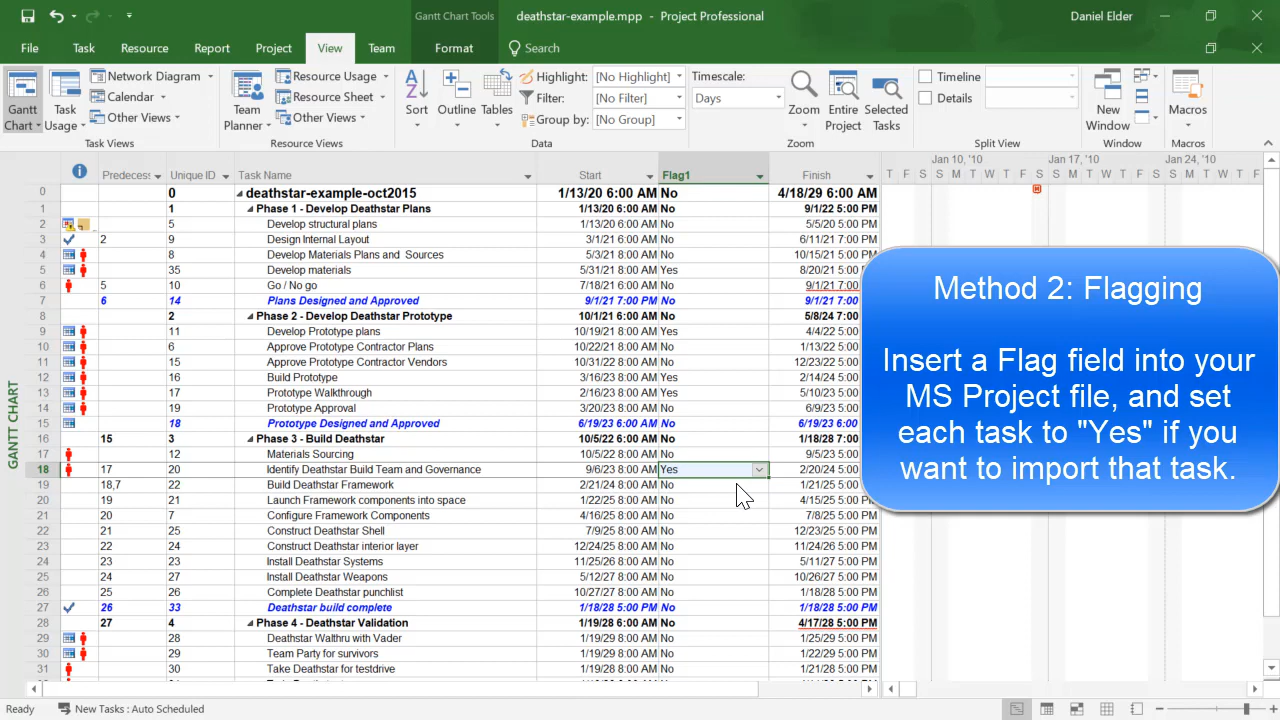 Gantt Chart Tools
deathstar-example.mpp - Project Professional
Daniel Elder
File Task Resource Report Project View Team Format Search
Gantt Chart
Task Usage
Network Diagram
Calendar
Other Views
Task Views
Team Planner
Resource Usage
Resource Sheet
Other Views
Resource Views
Sort
Outline
Tables
Highlight: [No Highlight]
Filter: [No Filter]
Group by: [No Group]
Data
Timescale:
Days
Zoom
Entire Project
Selected Tasks
Zoom
Timeline
Details
Split View
New Window
Window
Macros
Macros
Jan 10, '10 Jan 17, '10 Jan 24, '10
Predecess Unique ID Task Name Start Flag1 Finish
T F S S M T W T F S S M T W T F S S M T W T F
0 0 deathstar-example-oct2015 1/13/20 6:00 AM No 4/18/29 6:00 AM
1 1 Phase 1 - Develop Deathstar Plans 1/13/20 6:00 AM No 9/1/22 5:00 PM
2 5 Develop structural plans 1/13/20 6:00 AM No 5/5/20 5:00 PM
3 2 9 Design Internal Layout 3/1/21 6:00 AM No 6/11/21 7:00 PM
4 8 Develop Materials Plans and Sources 5/3/21 8:00 AM No 10/15/21 5:00 PM
5 35 Develop materials 5/31/21 8:00 AM Yes 8/20/21 5:00 PM
6 5 10 Go / No go 7/18/21 6:00 AM No 9/1/21 7:00 PM
7 6 14 Plans Designed and Approved 9/1/21 7:00 PM No 9/1/21 7:00 PM
8 2 Phase 2 - Develop Deathstar Prototype 10/1/21 6:00 AM No 5/8/24 7:00 PM
9 11 Develop Prototype plans 10/19/21 8:00 AM Yes 4/4/22 5:00 PM
10 6 Approve Prototype Contractor Plans 10/22/21 8:00 AM No 1/13/22 5:00 PM
11 15 Approve Prototype Contractor Vendors 10/31/22 8:00 AM No 12/23/22 5:00 PM
12 16 Build Prototype 3/16/23 8:00 AM Yes 2/14/24 5:00 PM
13 17 Prototype Walkthrough 2/16/23 8:00 AM Yes 5/10/23 5:00 PM
14 19 Prototype Approval 3/20/23 8:00 AM No 6/9/23 5:00 PM
15 18 Prototype Designed and Approved 6/19/23 5:00 PM No 6/19/23 5:00 PM
16 15 3 Phase 3 - Build Deathstar 10/5/22 6:00 AM No 1/18/28 7:00 PM
17 12 Materials Sourcing 10/5/22 8:00 AM No 9/5/23 5:00 PM
18 17 20 Identify Deathstar Build Team and Governance 9/6/23 8:00 AM Yes 2/20/24 5:00 PM
19 18,7 22 Build Deathstar Framework 2/21/24 8:00 AM No 1/21/25 5:00 PM
20 19 21 Launch Framework components into space 1/22/25 8:00 AM No 4/15/25 5:00 PM
21 20 7 Configure Framework Components 4/16/25 8:00 AM No 7/8/25 5:00 PM
22 21 25 Construct Deathstar Shell 7/9/25 8:00 AM No 12/23/25 5:00 PM
23 22 24 Construct Deathstar interior layer 12/24/25 8:00 AM No 11/24/26 5:00 PM
24 23 23 Install Deathstar Systems 11/25/26 8:00 AM No 5/11/27 5:00 PM
25 24 27 Install Deathstar Weapons 5/12/27 8:00 AM No 10/26/27 5:00 PM
26 25 26 Complete Deathstar punchlist 10/27/27 8:00 AM No 1/18/28 5:00 PM
27 26 33 Deathstar build complete 1/18/28 5:00 PM No 1/18/28 5:00 PM
28 27 4 Phase 4 - Deathstar Validation 1/19/28 6:00 AM No 4/17/28 5:00 PM
29 28 Deathstar Walthru with Vader 1/19/28 8:00 AM No 1/25/29 5:00 PM
30 29 Team Party for survivors 1/19/28 8:00 AM No 1/22/29 5:00 PM
31 30 Take Deathstar for testdrive 1/19/28 8:00 AM No 1/21/28 5:00 PM
GANTT CHART
Method 2: Flagging
Insert a Flag field into your
MS Project file, and set
each task to "Yes" if you
want to import that task.
Ready New Tasks : Auto Scheduled